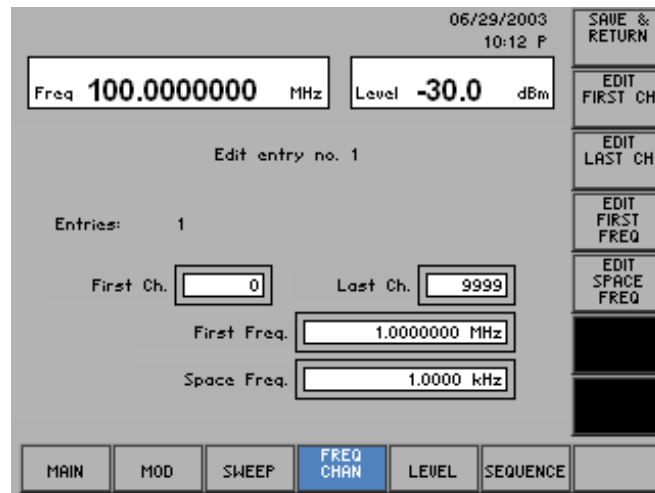 06/29/2003
10:12 P
Freq 100.0000000 MHz
Level -30.0 dBm
Edit entry no. 1
Entries: 1
First Ch. 0
Last Ch. 9999
First Freq. 1.0000000 MHz
Space Freq. 1.0000 kHz
SAVE &
RETURN
EDIT
FIRST CH
EDIT
LAST CH
EDIT
FIRST
FREQ
EDIT
SPACE
FREQ
MAIN
MOD
SWEEP
FREQ
CHAN
LEVEL
SEQUENCE